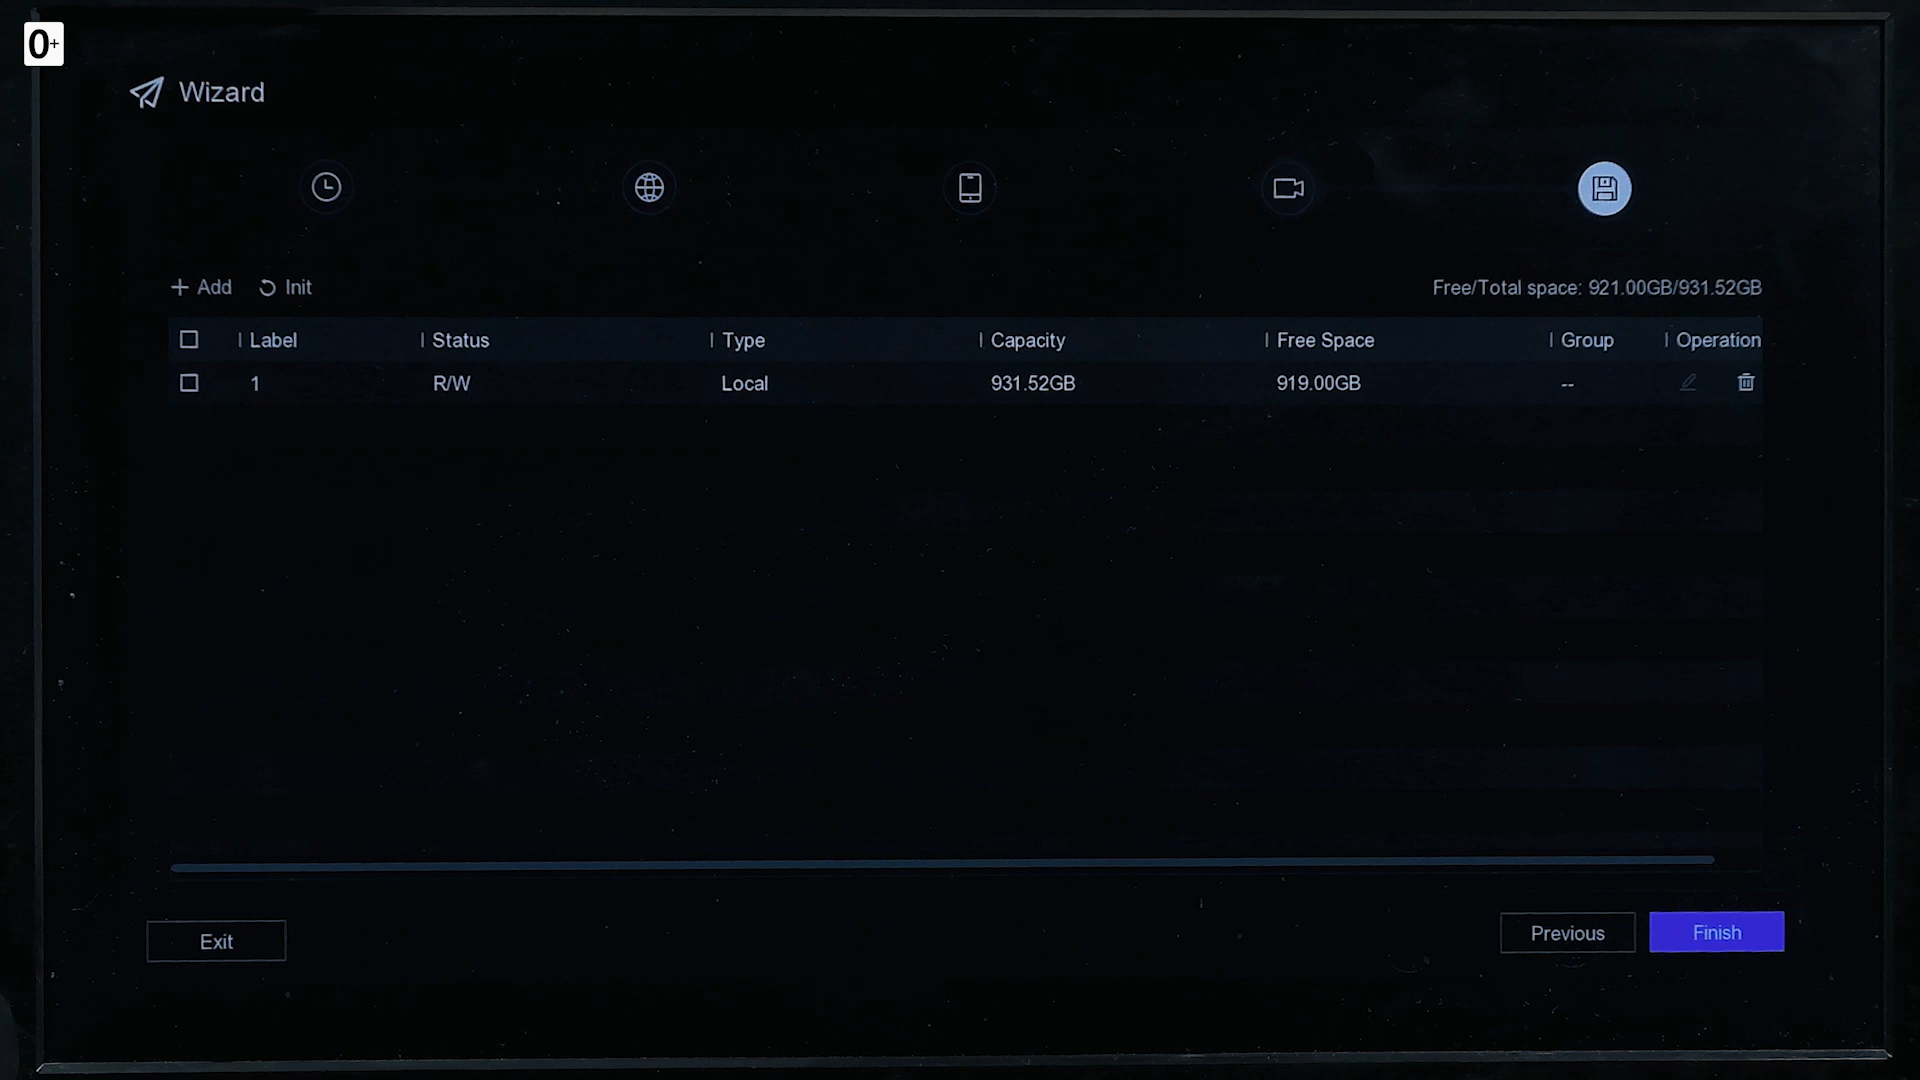 0+
Wizard
Add Init Free/Total space: 921.00GB/931.52GB
Label Status Type Capacity Free Space Group Operation
1 R/W Local 931.52GB 919.00GB --
Exit Previous Finish